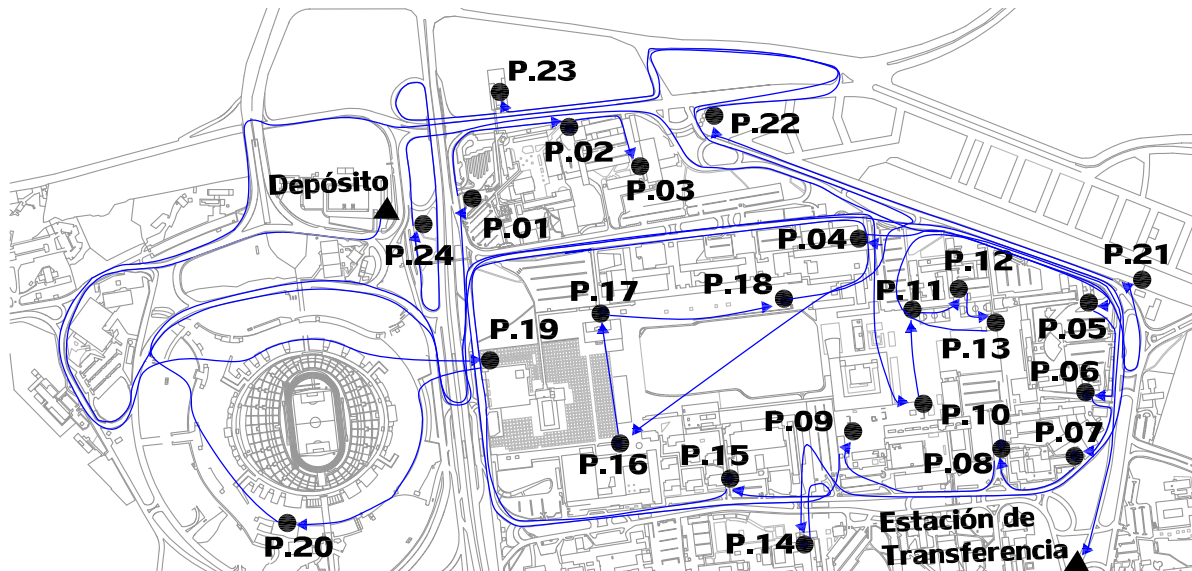 P.23
P.22
P.02
P.03
Depósito
P.01
P.24
P.04
P.21
P.12
P.18
P.17
P.11
P.05
P.19
P.13
P.06
P.09
P.10
P.07
P.16
P.15
P.08
P.20
P.14
Estación de
Transferencia